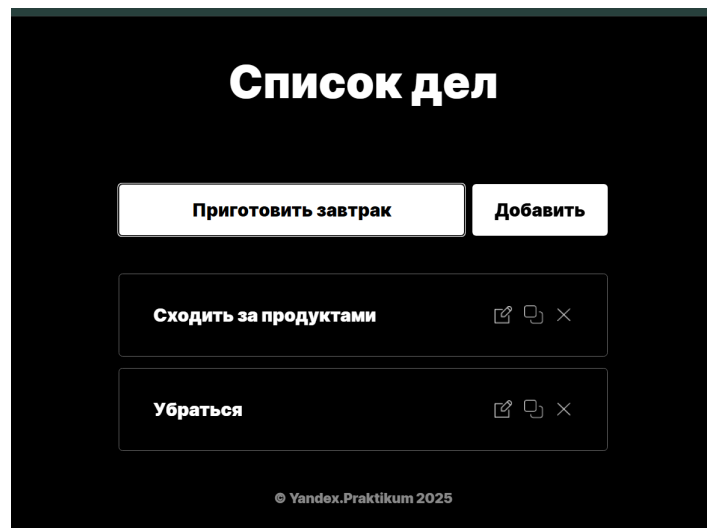 Список дел
Приготовить завтрак
Добавить
Сходить за продуктами
Убраться
© Yandex.Praktikum 2025